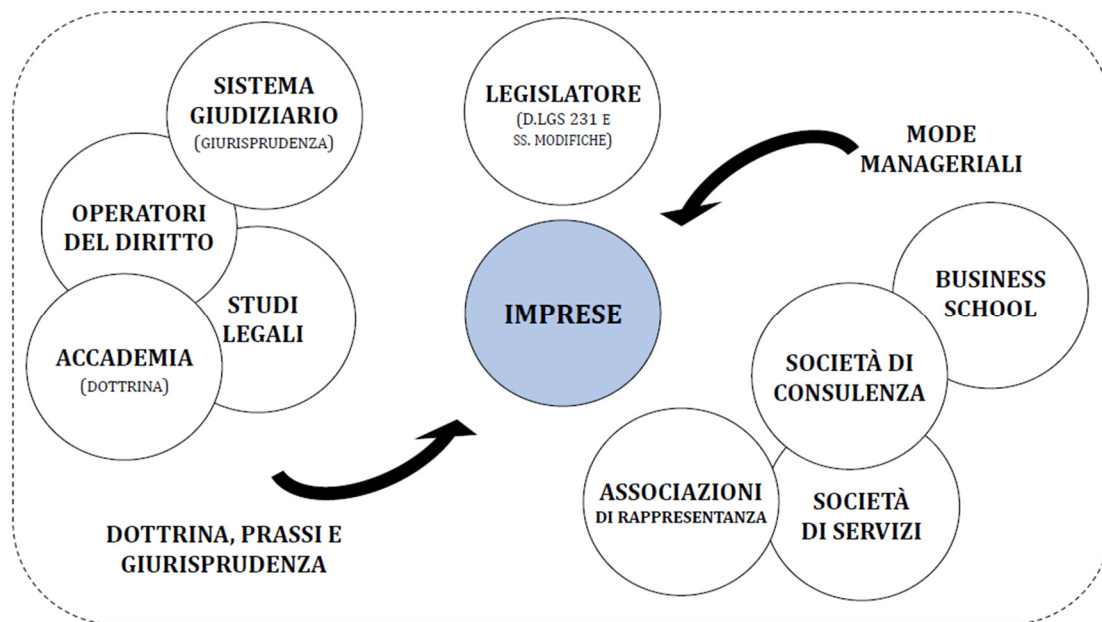 SISTEMA
GIUDIZIARIO
(GIURISPRUDENZA)
OPERATORI
DEL DIRITTO
STUDI
LEGALI
ACCADEMIA
(DOTTRINA)
DOTTRINA, PRASSI E
GIURISPRUDENZA
LEGISLATORE
(D.LGS 231 E
SS. MODIFICHE)
IMPRESE
MODE
MANAGERIALI
BUSINESS
SCHOOL
SOCIETÀ DI
CONSULENZA
ASSOCIAZIONI
DI RAPPRESENTANZA
SOCIETÀ
DI SERVIZI